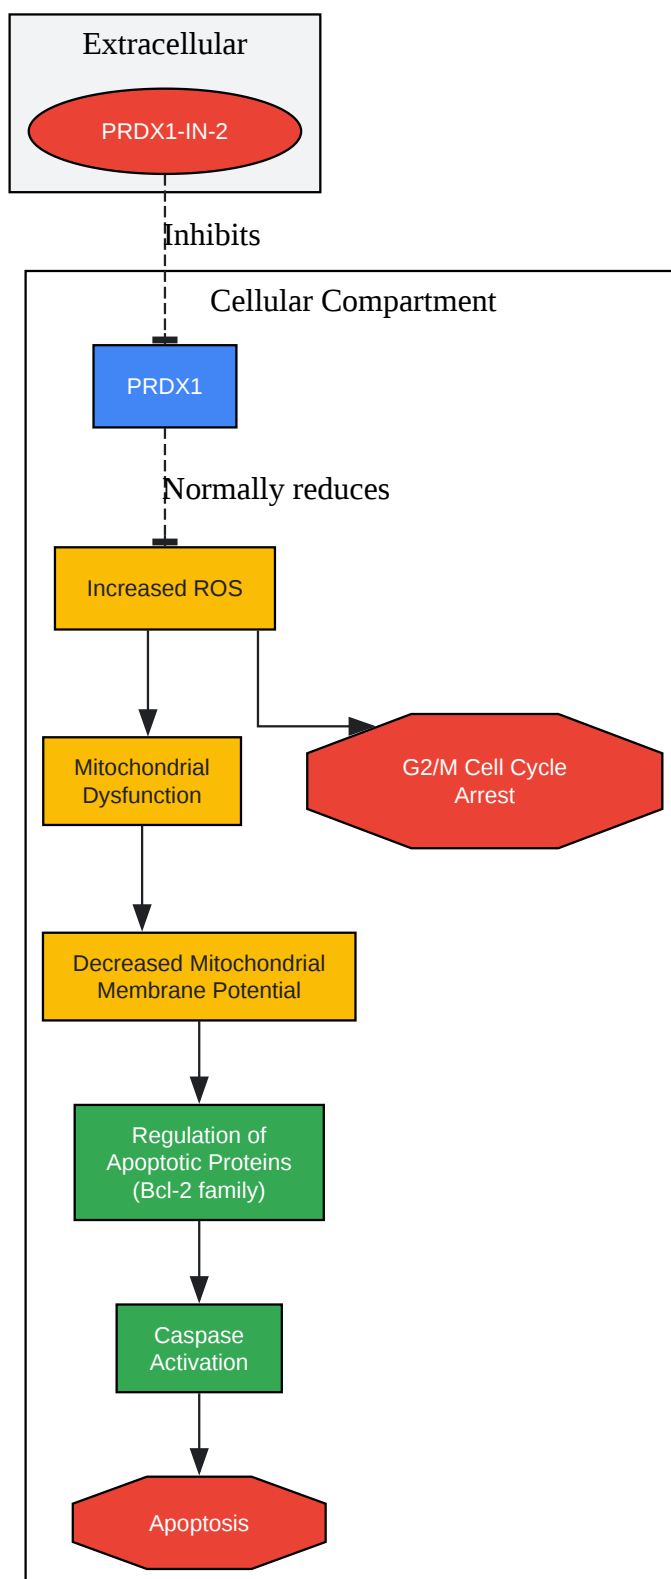 Extracellular
PRDX1-IN-2
Inhibits
Cellular Compartment
PRDX1
Normally reduces
Increased ROS
Mitochondrial
Dysfunction
G2/M Cell Cycle
Arrest
Decreased Mitochondrial
Membrane Potential
Regulation of
Apoptotic Proteins
(Bcl-2 family)
Caspase
Activation
Apoptosis